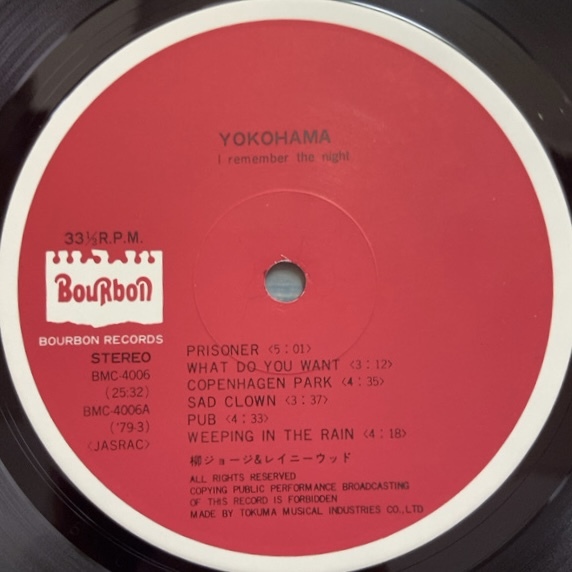 YOKOHAMA
I remember the night
33⅓R.P.M.
BouRbon
BOURBON RECORDS
STEREO
BMC-4006
(25:32)
BMC-4006A
('79·3)
<JASRAC>
PRISONER <5:01>
WHAT DO YOU WANT <3:12>
COPENHAGEN PARK <4:35>
SAD CLOWN <3:37>
PUB <4:33>
WEEPING IN THE RAIN <4:18>
柳ジョージ&レイニーウッド
ALL RIGHTS RESERVED
COPYING PUBLIC PERFORMANCE BROADCASTING
OF THIS RECORD IS FORBIDDEN
MADE BY TOKUMA MUSICAL INDUSTRIES CO.,LTD